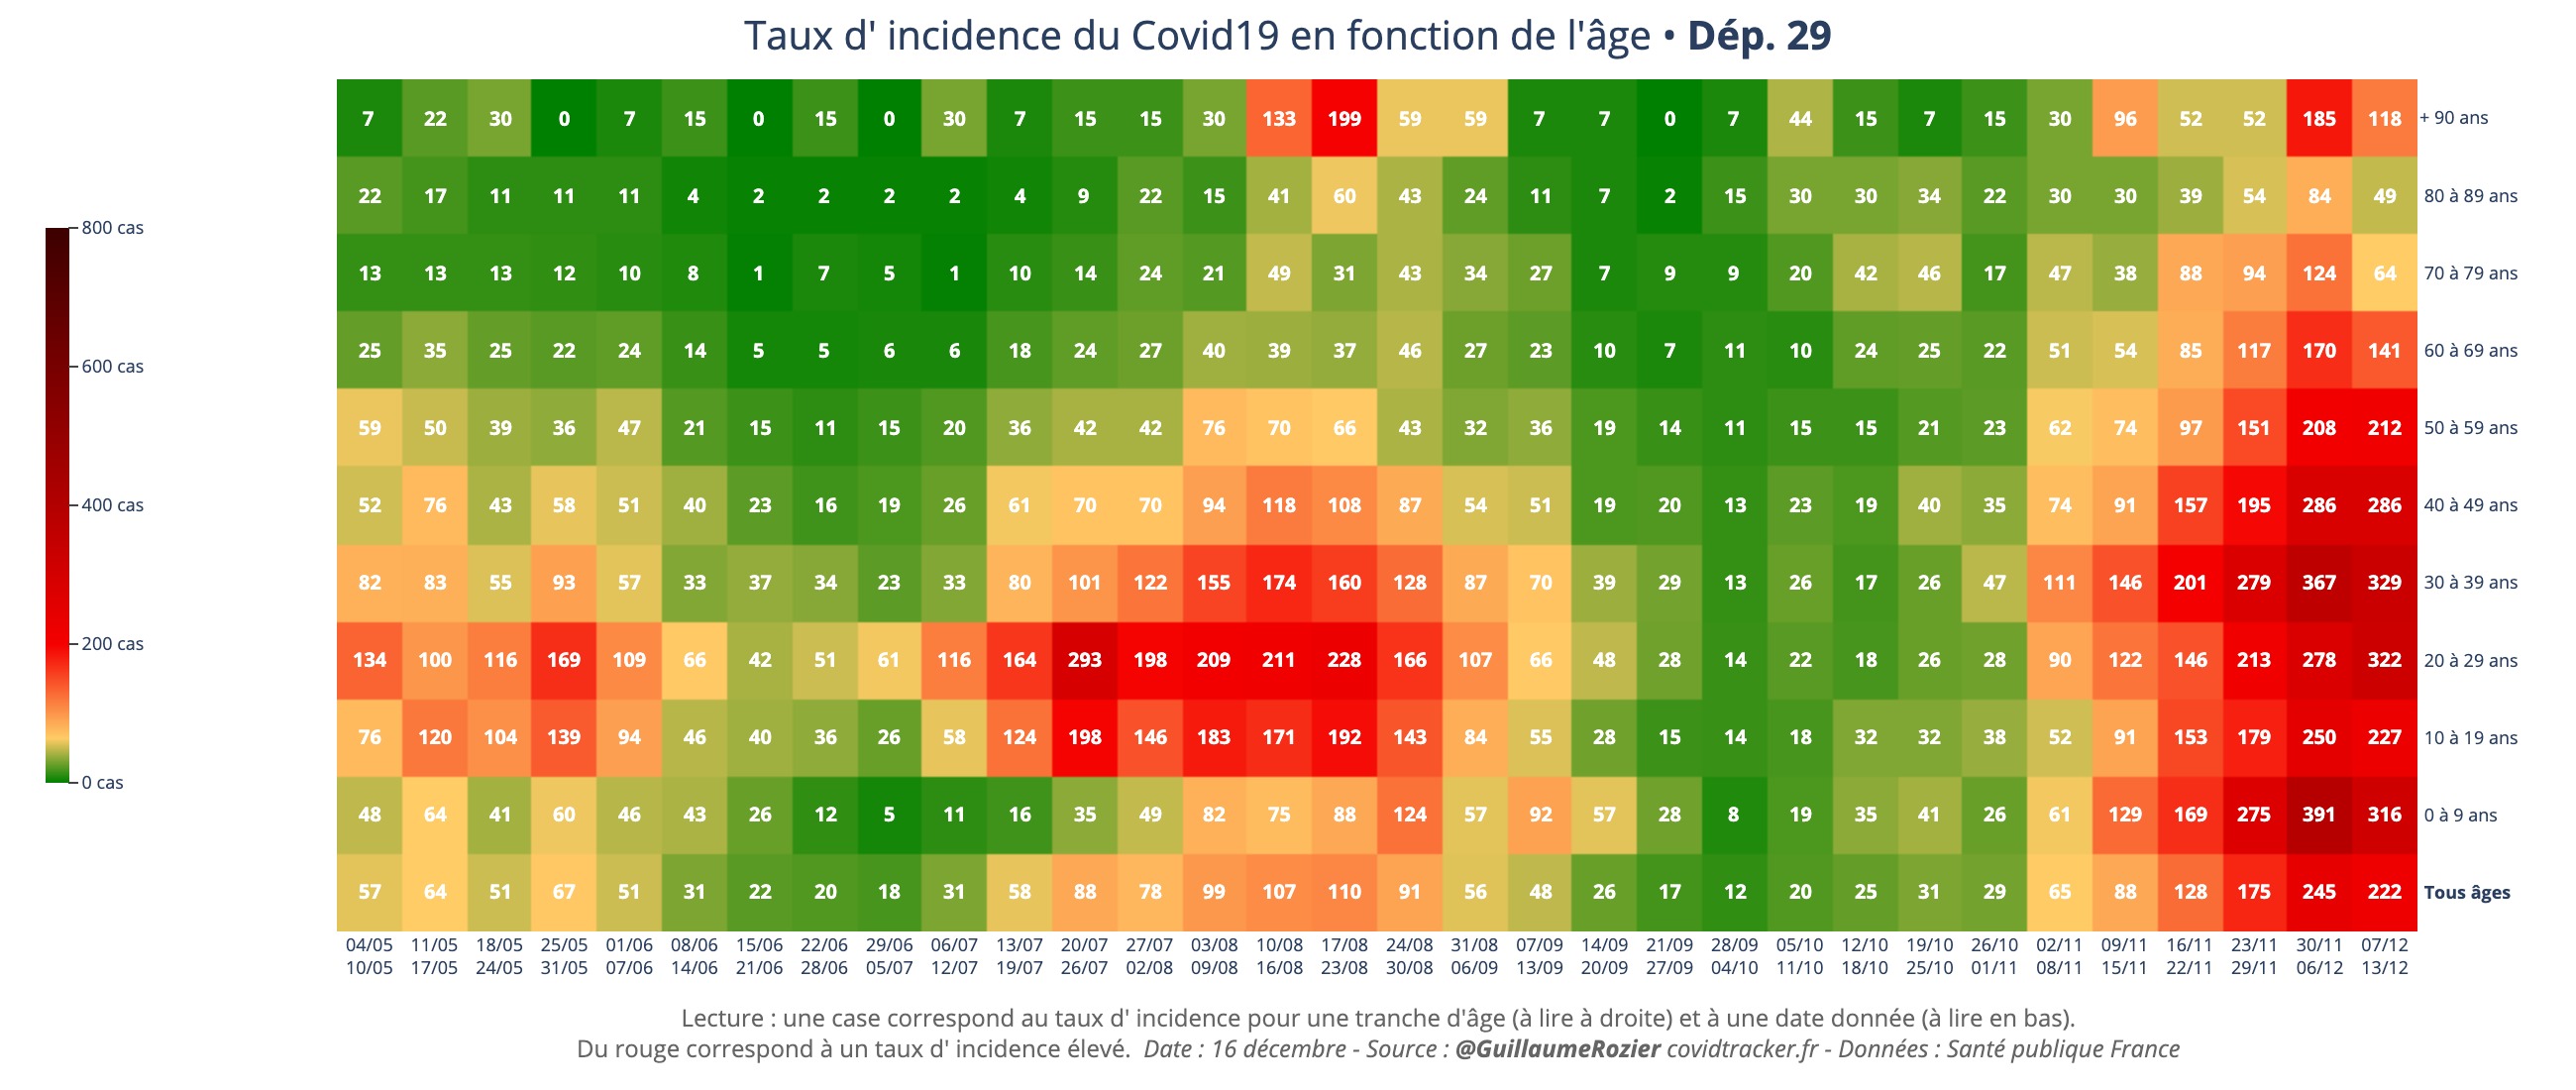 Taux d' incidence du Covid19 en fonction de l'âge • Dép. 29
800 cas
600 cas
400 cas
200 cas
0 cas
7 22 30 0 7 15 0 15 0 30 7 15 15 30 133 199 59 59 7 7 0 7 44 15 7 15 30 96 52 52 185 118 + 90 ans
22 17 11 11 11 4 2 2 2 2 4 9 22 15 41 60 43 24 11 7 2 15 30 30 34 22 30 30 39 54 84 49 80 à 89 ans
13 13 13 12 10 8 1 7 5 1 10 14 24 21 49 31 43 34 27 7 9 9 20 42 46 17 47 38 88 94 124 64 70 à 79 ans
25 35 25 22 24 14 5 5 6 6 18 24 27 40 39 37 46 27 23 10 7 11 10 24 25 22 51 54 85 117 170 141 60 à 69 ans
59 50 39 36 47 21 15 11 15 20 36 42 42 76 70 66 43 32 36 19 14 11 15 15 21 23 62 74 97 151 208 212 50 à 59 ans
52 76 43 58 51 40 23 16 19 26 61 70 70 94 118 108 87 54 51 19 20 13 23 19 40 35 74 91 157 195 286 286 40 à 49 ans
82 83 55 93 57 33 37 34 23 33 80 101 122 155 174 160 128 87 70 39 29 13 26 17 26 47 111 146 201 279 367 329 30 à 39 ans
134 100 116 169 109 66 42 51 61 116 164 293 198 209 211 228 166 107 66 48 28 14 22 18 26 28 90 122 146 213 278 322 20 à 29 ans
76 120 104 139 94 46 40 36 26 58 124 198 146 183 171 192 143 84 55 28 15 14 18 32 32 38 52 91 153 179 250 227 10 à 19 ans
48 64 41 60 46 43 26 12 5 11 16 35 49 82 75 88 124 57 92 57 28 8 19 35 41 26 61 129 169 275 391 316 0 à 9 ans
57 64 51 67 51 31 22 20 18 31 58 88 78 99 107 110 91 56 48 26 17 12 20 25 31 29 65 88 128 175 245 222 Tous âges
04/05 11/05 18/05 25/05 01/06 08/06 15/06 22/06 29/06 06/07 13/07 20/07 27/07 03/08 10/08 17/08 24/08 31/08 07/09 14/09 21/09 28/09 05/10 12/10 19/10 26/10 02/11 09/11 16/11 23/11 30/11 07/12
10/05 17/05 24/05 31/05 07/06 14/06 21/06 28/06 05/07 12/07 19/07 26/07 02/08 09/08 16/08 23/08 30/08 06/09 13/09 20/09 27/09 04/10 11/10 18/10 25/10 01/11 08/11 15/11 22/11 29/11 06/12 13/12
Lecture : une case correspond au taux d' incidence pour une tranche d'âge (à lire à droite) et à une date donnée (à lire en bas).
Du rouge correspond à un taux d' incidence élevé. Date : 16 décembre - Source : @GuillaumeRozier covidtracker.fr - Données : Santé publique France